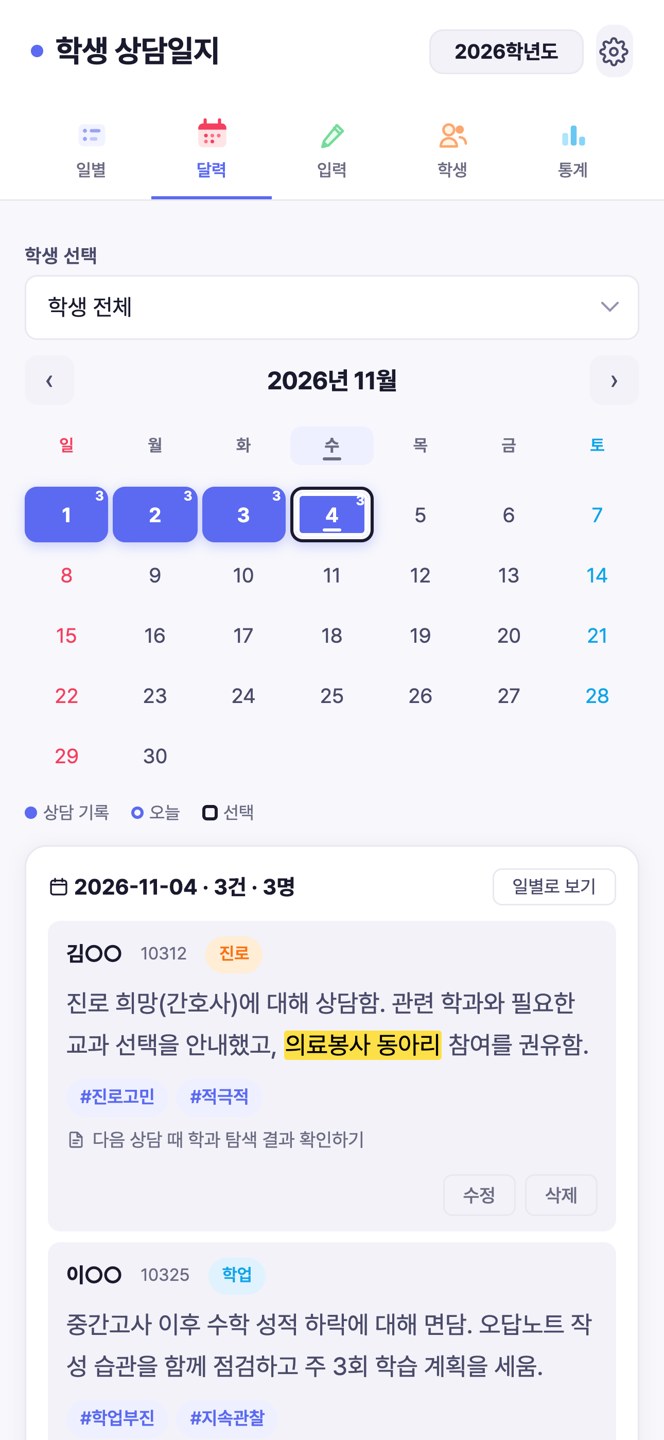 학생 상담일지
2026학년도
일별
달력
입력
학생
통계
학생 선택
학생 전체
‹ 2026년 11월 ›
일 월 화 수 목 금 토
1 3 2 3 3 3 4 3 5 6 7
8 9 10 11 12 13 14
15 16 17 18 19 20 21
22 23 24 25 26 27 28
29 30
상담 기록 오늘 선택
2026-11-04 · 3건 · 3명
일별로 보기
김○○ 10312 진로
진로 희망(간호사)에 대해 상담함. 관련 학과와 필요한
교과 선택을 안내했고, 의료봉사 동아리 참여를 권유함.
#진로고민 #적극적
다음 상담 때 학과 탐색 결과 확인하기
수정 삭제
이○○ 10325 학업
중간고사 이후 수학 성적 하락에 대해 면담. 오답노트 작
성 습관을 함께 점검하고 주 3회 학습 계획을 세움.
#학업부진 #지속관찰